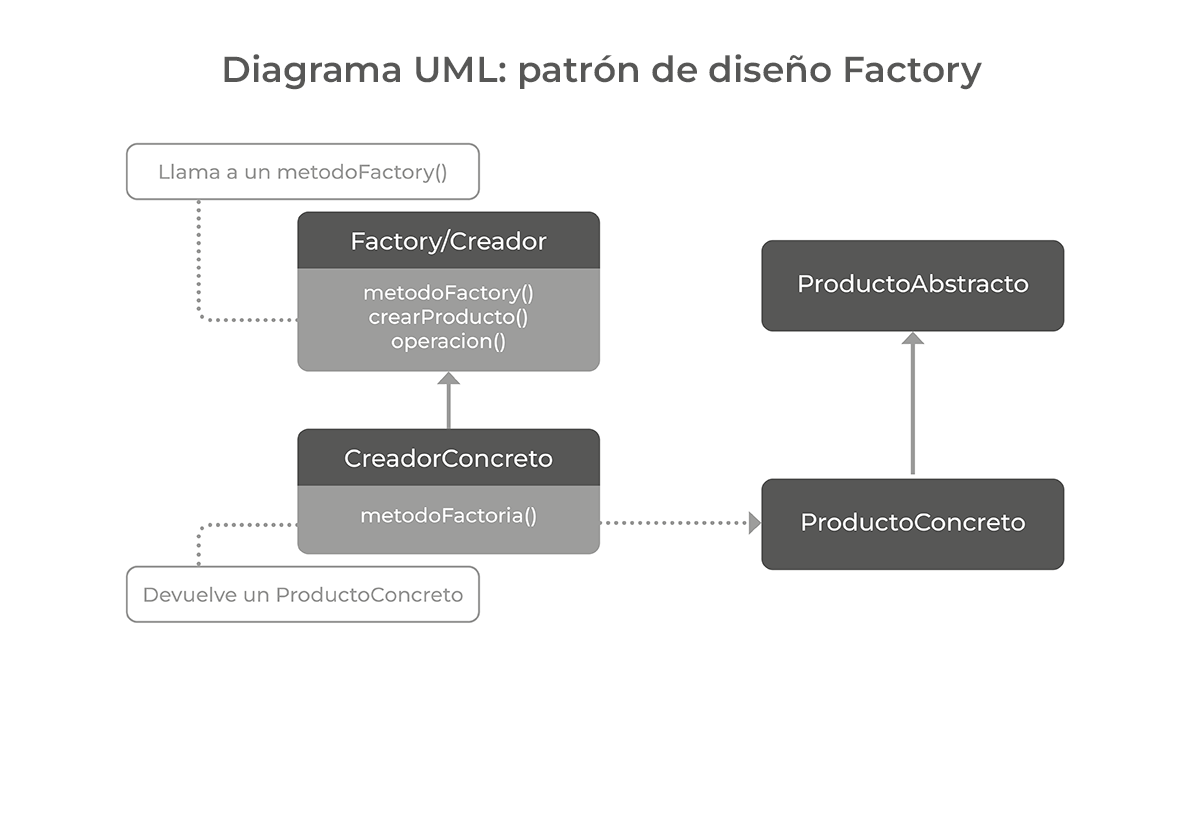 Diagrama UML: patrón de diseño Factory
Llama a un metodoFactory()
Factory/Creador
metodoFactory()
crearProducto()
operacion()
ProductoAbstracto
CreadorConcreto
metodoFactoria()
ProductoConcreto
Devuelve un ProductoConcreto